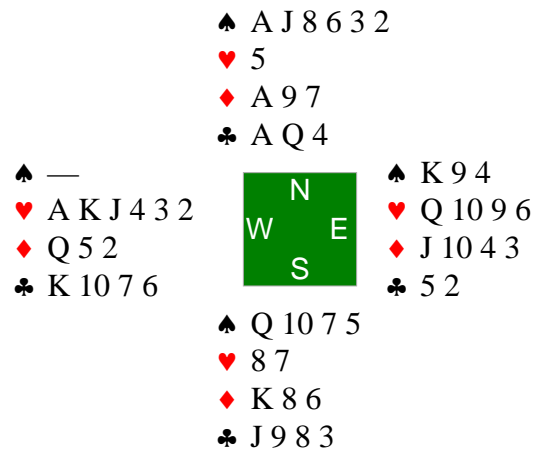 ♠ A J 8 6 3 2
♥ 5
♦ A 9 7
♣ A Q 4
♠ —
♥ A K J 4 3 2
♦ Q 5 2
♣ K 10 7 6
N
W E
S
♠ K 9 4
♥ Q 10 9 6
♦ J 10 4 3
♣ 5 2
♠ Q 10 7 5
♥ 8 7
♦ K 8 6
♣ J 9 8 3